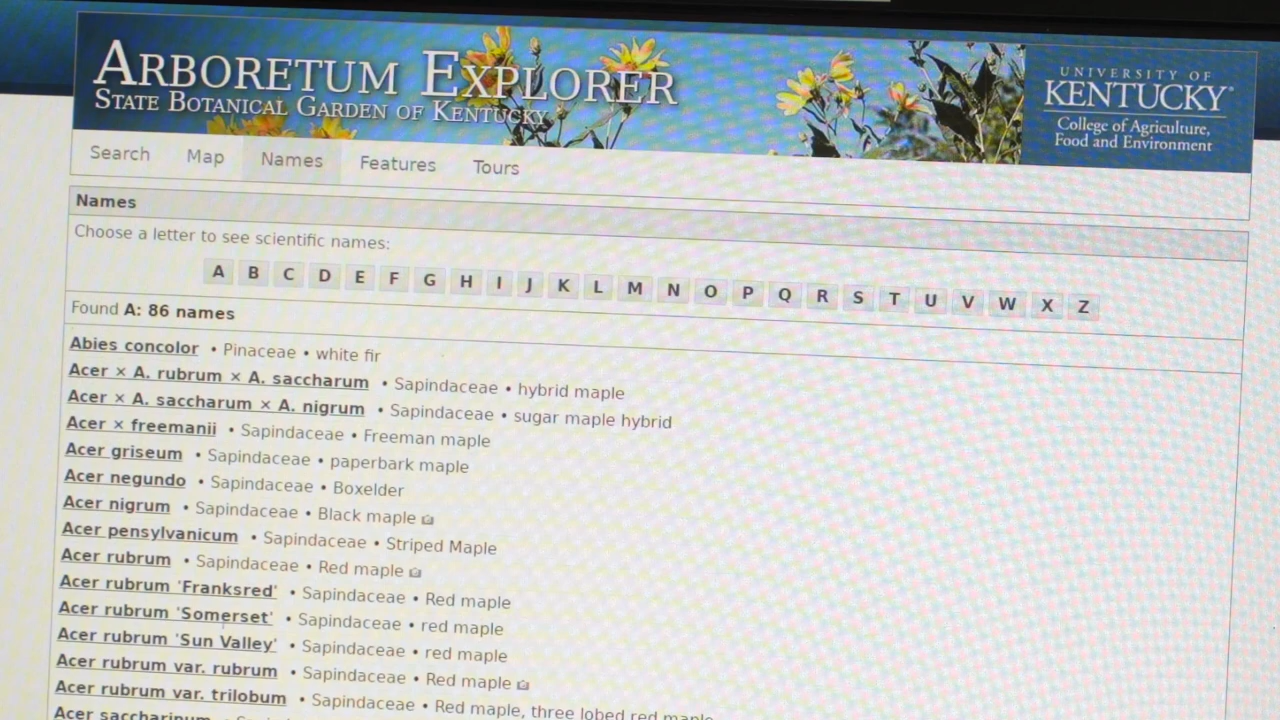 ARBORETUM EXPLORER
STATE BOTANICAL GARDEN OF KENTUCKY
UNIVERSITY OF
KENTUCKY®
College of Agriculture,
Food and Environment
Search Map Names Features Tours
Names
Choose a letter to see scientific names:
A B C D E F G H I J K L M N O P Q R S T U V W X Z
Found A: 86 names
Abies concolor • Pinaceae • white fir
Acer × A. rubrum × A. saccharum • Sapindaceae • hybrid maple
Acer × A. saccharum × A. nigrum • Sapindaceae • sugar maple hybrid
Acer × freemanii • Sapindaceae • Freeman maple
Acer griseum • Sapindaceae • paperbark maple
Acer negundo • Sapindaceae • Boxelder
Acer nigrum • Sapindaceae • Black maple
Acer pensylvanicum • Sapindaceae • Striped Maple
Acer rubrum • Sapindaceae • Red maple
Acer rubrum 'Franksred' • Sapindaceae • Red maple
Acer rubrum 'Somerset' • Sapindaceae • red maple
Acer rubrum 'Sun Valley' • Sapindaceae • red maple
Acer rubrum var. rubrum • Sapindaceae • Red maple
Acer rubrum var. trilobum • Sapindaceae • Red maple, three lobed red maple
Acer saccharinum